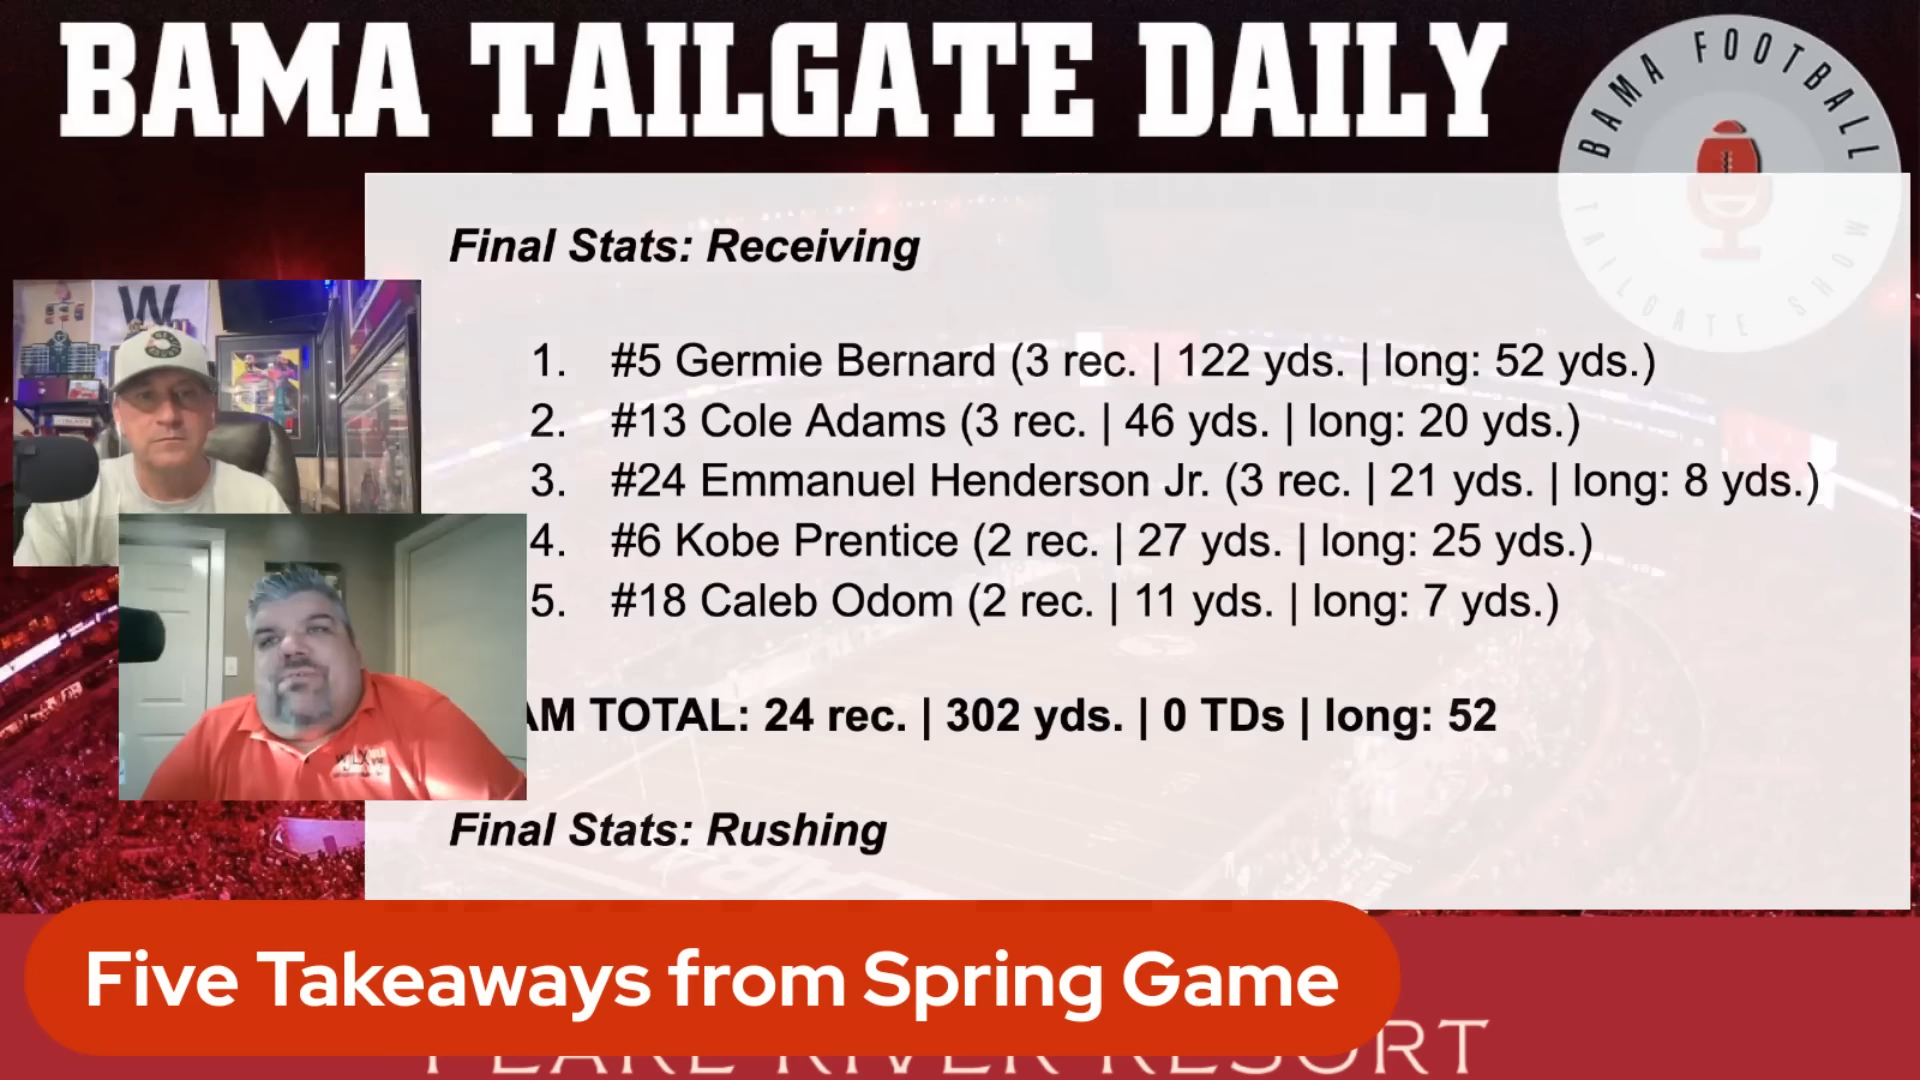 BAMA TAILGATE DAILY
BAMA FOOTBALL
TAILGATE SHOW
Final Stats: Receiving
W
1. #5 Germie Bernard (3 rec. | 122 yds. | long: 52 yds.)
2. #13 Cole Adams (3 rec. | 46 yds. | long: 20 yds.)
3. #24 Emmanuel Henderson Jr. (3 rec. | 21 yds. | long: 8 yds.)
4. #6 Kobe Prentice (2 rec. | 27 yds. | long: 25 yds.)
5. #18 Caleb Odom (2 rec. | 11 yds. | long: 7 yds.)
AM TOTAL: 24 rec. | 302 yds. | 0 TDs | long: 52
Final Stats: Rushing
Five Takeaways from Spring Game
RIVER RESORT